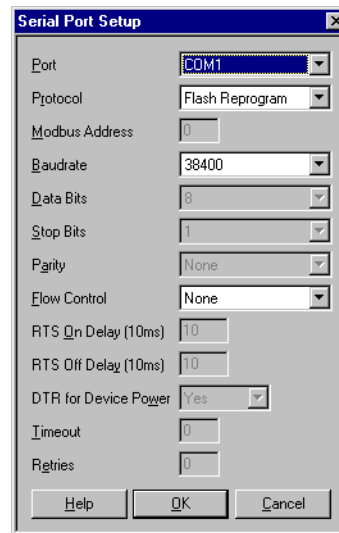 Serial Port Setup
Port COM1
Protocol Flash Reprogram
Modbus Address 0
Baudrate 38400
Data Bits 8
Stop Bits 1
Parity None
Flow Control None
RTS On Delay (10ms) 10
RTS Off Delay (10ms) 10
DTR for Device Power Yes
Timeout 0
Retries 0
Help OK Cancel